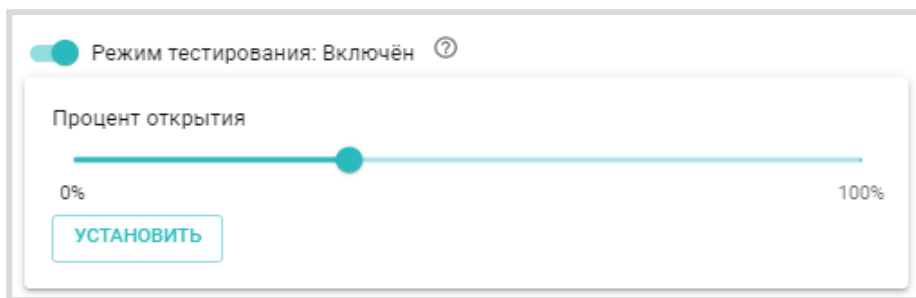 Режим тестирования: Включён
Процент открытия
0% 100%
УСТАНОВИТЬ